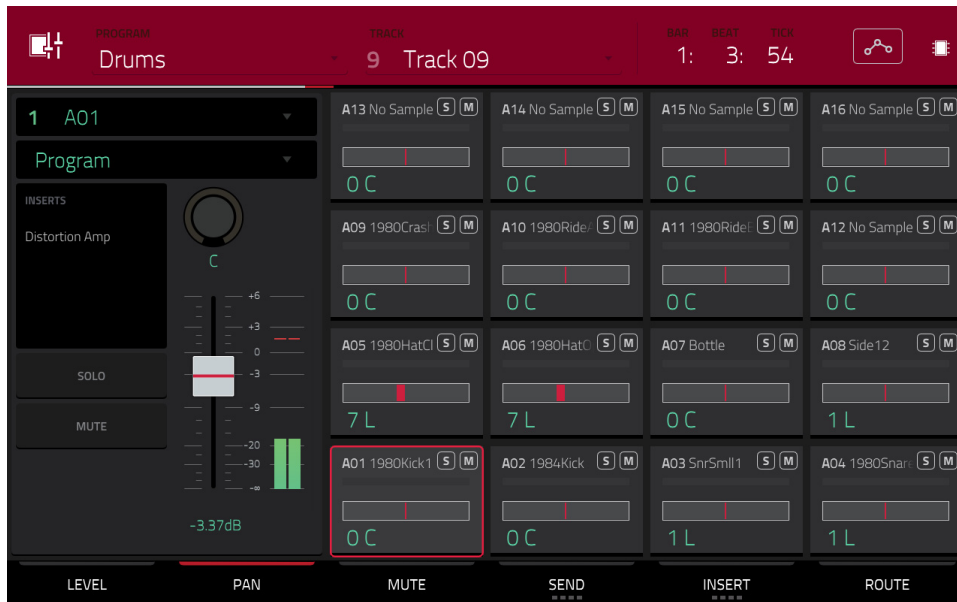 PROGRAM TRACK BAR BEAT TICK
Drums 9 Track 09 1: 3: 54
1 A01
Program
INSERTS
Distortion Amp
C
+6
+3
0
-3
-9
-20
-30
-∞
-3.37dB
SOLO
MUTE
A13 No Sample S M A14 No Sample S M A15 No Sample S M A16 No Sample S M
0 C 0 C 0 C 0 C
A09 1980Crash S M A10 1980RideA S M A11 1980RideB S M A12 No Sample S M
0 C 0 C 0 C 0 C
A05 1980HatCl S M A06 1980HatO S M A07 Bottle S M A08 Side12 S M
7 L 7 L 0 C 1 L
A01 1980Kick1 S M A02 1984Kick S M A03 SnrSmll1 S M A04 1980Snar S M
0 C 0 C 1 L 1 L
LEVEL PAN MUTE SEND INSERT ROUTE